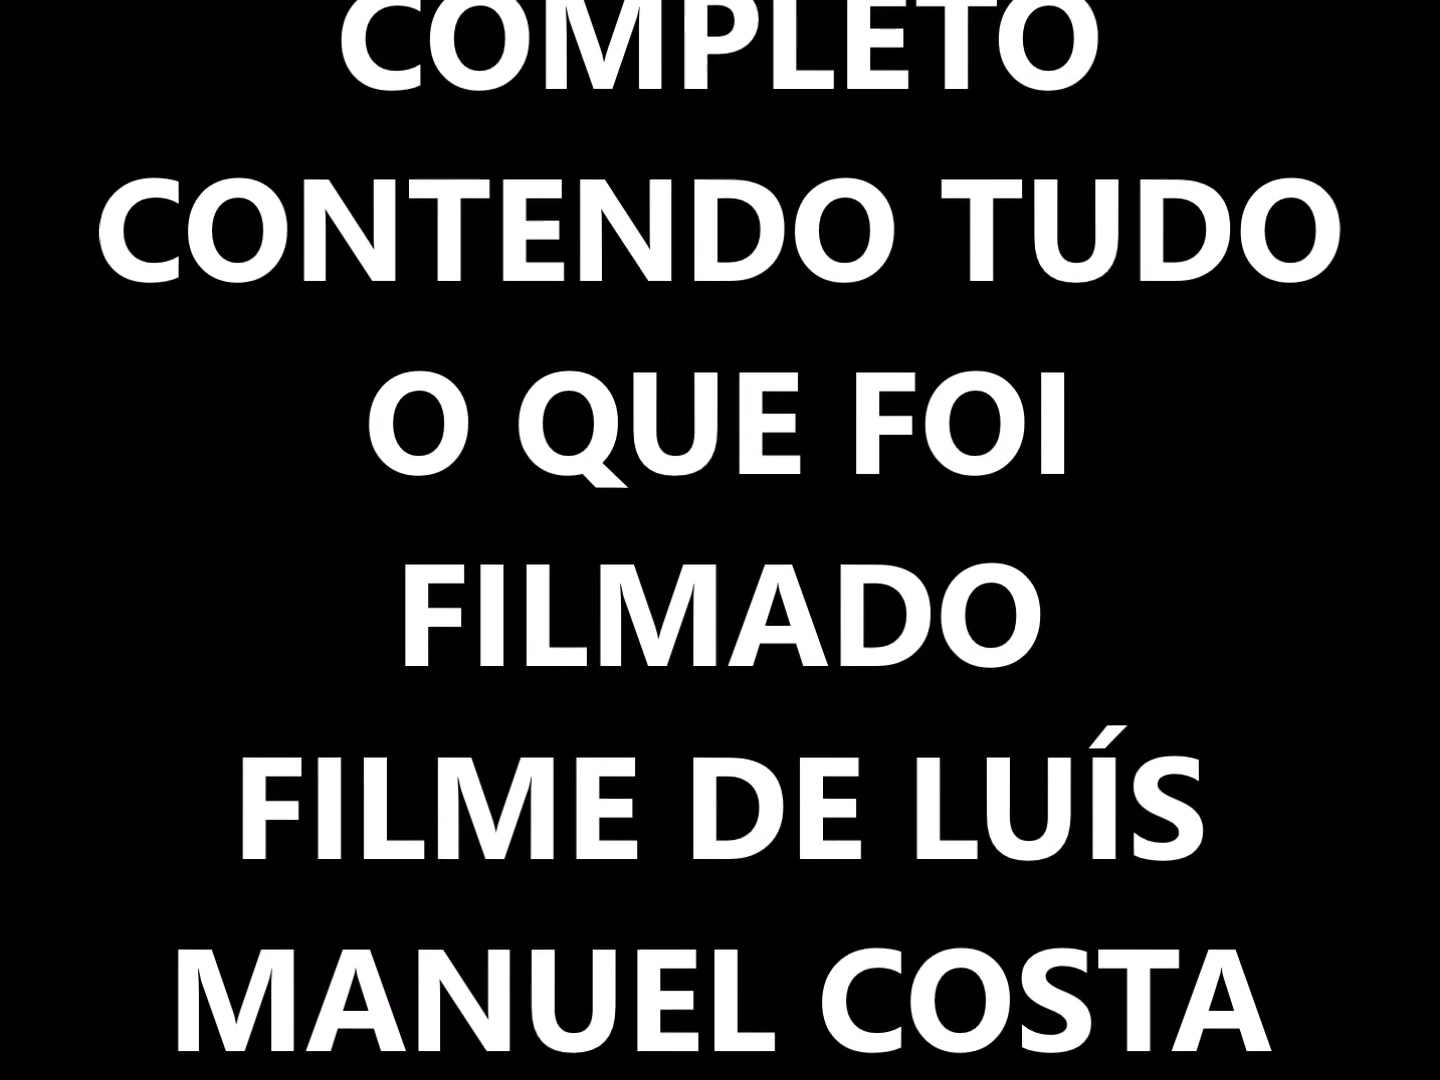 COMPLETO
CONTENDO TUDO
O QUE FOI
FILMADO
FILME DE LUÍS
MANUEL COSTA